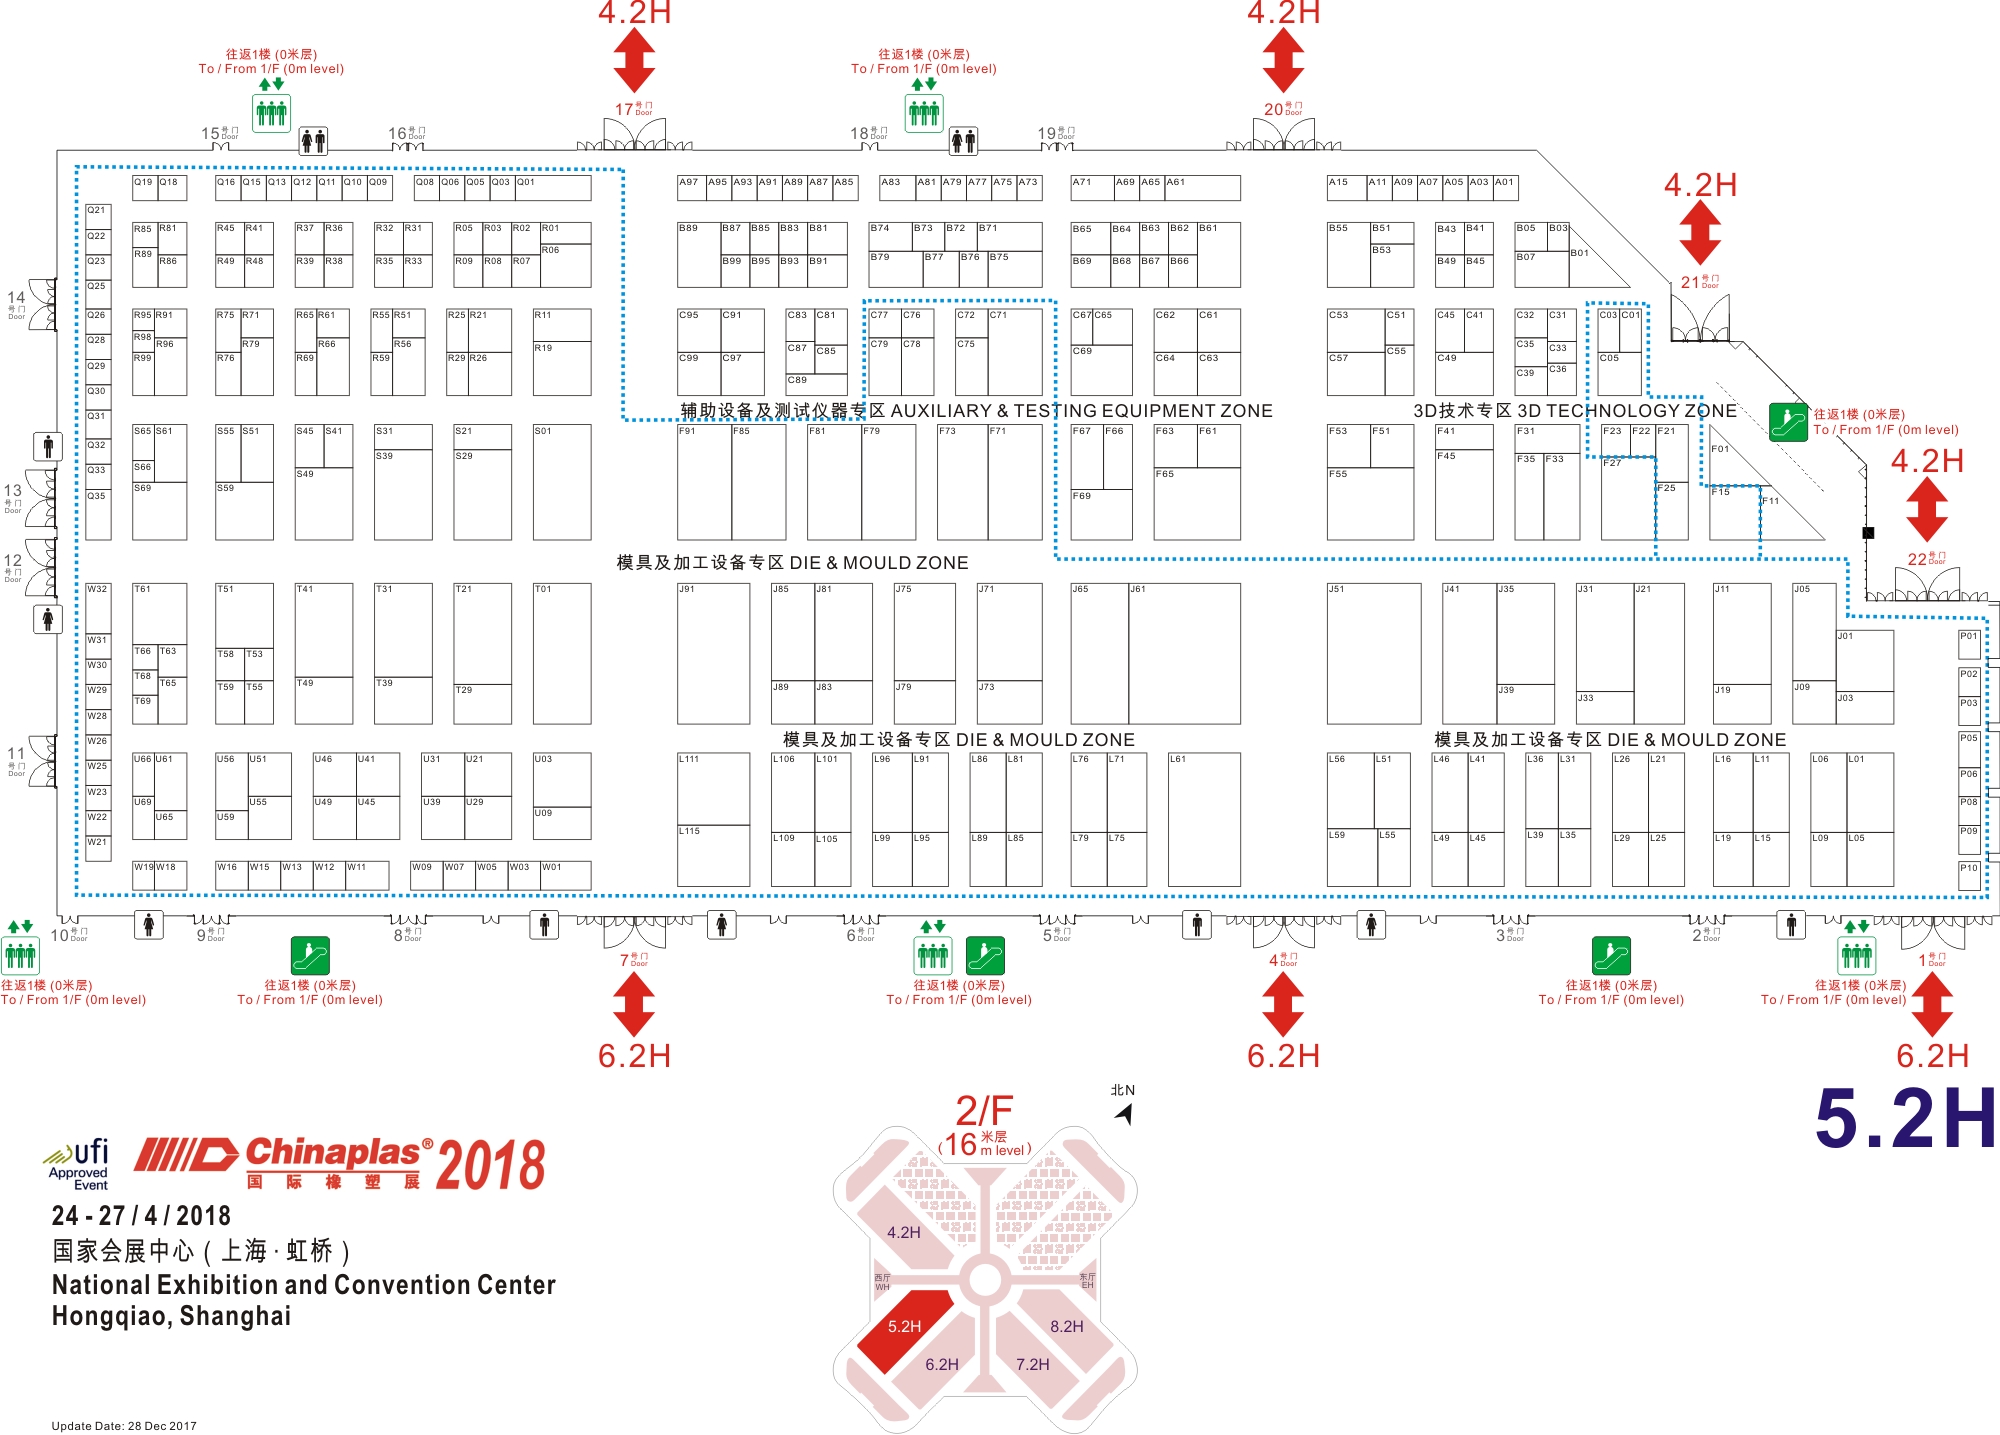 4.2H
4.2H
往返1楼 (0米层)
To / From 1/F (0m level)
往返1楼 (0米层)
To / From 1/F (0m level)
17号门 Door
20号门 Door
15号门 Door
16号门 Door
18号门 Door
19号门 Door
4.2H
21号门 Door
Q19 Q18 Q16 Q15 Q13 Q12 Q11 Q10 Q09 Q08 Q06 Q05 Q03 Q01 A97 A95 A93 A91 A89 A87 A85 A83 A81 A79 A77 A75 A73 A71 A69 A65 A61 A15 A11 A09 A07 A05 A03 A01
Q21
Q22
Q23
Q25
Q26
Q28
Q29
Q30
Q31
Q32
Q33
Q35
R85 R81 R45 R41 R37 R36 R32 R31 R05 R03 R02 R01 B89 B87 B85 B83 B81 B74 B73 B72 B71 B65 B64 B63 B62 B61 B55 B51 B43 B41 B05 B03
R89 R86 R49 R48 R39 R38 R35 R33 R09 R08 R07 R06 B99 B95 B93 B91 B79 B77 B76 B75 B69 B68 B67 B66 B53 B49 B45 B07 B01
14号门 Door
R95 R91 R75 R71 R65 R61 R55 R51 R25 R21 R11 C95 C91 C83 C81 C77 C76 C72 C71 C67 C65 C62 C61 C53 C51 C45 C41 C32 C31 C03 C01
R98 R96 R79 R66 R56 R19 C87 C85 C79 C78 C75 C69 C55 C35 C33
R99 R76 R69 R59 R29 R26 C99 C97 C89 C64 C63 C57 C49 C39 C36 C05
辅助设备及测试仪器专区 AUXILIARY & TESTING EQUIPMENT ZONE
3D技术专区 3D TECHNOLOGY ZONE
往返1楼 (0米层)
To / From 1/F (0m level)
4.2H
22号门 Door
S65 S61 S55 S51 S45 S41 S31 S21 S01 F91 F85 F81 F79 F73 F71 F67 F66 F63 F61 F53 F51 F41 F31 F23 F22 F21 F01
S66 S39 S29 F45 F35 F33 F27
S69 S59 S49 F69 F65 F55 F25 F15 F11
13号门 Door
12号门 Door
模具及加工设备专区 DIE & MOULD ZONE
W32
W31
W30
W29
W28
W26
W25
W23
W22
W21
T61 T51 T41 T31 T21 T01 J91 J85 J81 J75 J71 J65 J61 J51 J41 J35 J31 J21 J11 J05
J01 P01
T66 T63 T58 T53 P02
T68 T65 T59 T55 T49 T39 T29 J89 J83 J79 J73 J39 J33 J19 J09 J03 P03
T69
模具及加工设备专区 DIE & MOULD ZONE
模具及加工设备专区 DIE & MOULD ZONE
P05
P06
P08
P09
P10
11号门 Door
U66 U61 U56 U51 U46 U41 U31 U21 U03 L111 L106 L101 L96 L91 L86 L81 L76 L71 L61 L56 L51 L46 L41 L36 L31 L26 L21 L16 L11 L06 L01
U69 U65 U59 U55 U49 U45 U39 U29 U09 L115 L109 L105 L99 L95 L89 L85 L79 L75 L59 L55 L49 L45 L39 L35 L29 L25 L19 L15 L09 L05
W19 W18 W16 W15 W13 W12 W11 W09 W07 W05 W03 W01
10号门 Door
9号门 Door
8号门 Door
7号门 Door
6号门 Door
5号门 Door
4号门 Door
3号门 Door
2号门 Door
1号门 Door
往返1楼 (0米层)
To / From 1/F (0m level)
往返1楼 (0米层)
To / From 1/F (0m level)
往返1楼 (0米层)
To / From 1/F (0m level)
往返1楼 (0米层)
To / From 1/F (0m level)
往返1楼 (0米层)
To / From 1/F (0m level)
6.2H
6.2H
6.2H
5.2H
北N
2/F
(16米层 m level)
4.2H
西厅
WH
东厅
EH
5.2H
8.2H
6.2H
7.2H
ufi
Approved
Event
Chinaplas® 2018
国际橡塑展
24 - 27 / 4 / 2018
国家会展中心 ( 上海 · 虹桥 )
National Exhibition and Convention Center
Hongqiao, Shanghai
Update Date: 28 Dec 2017